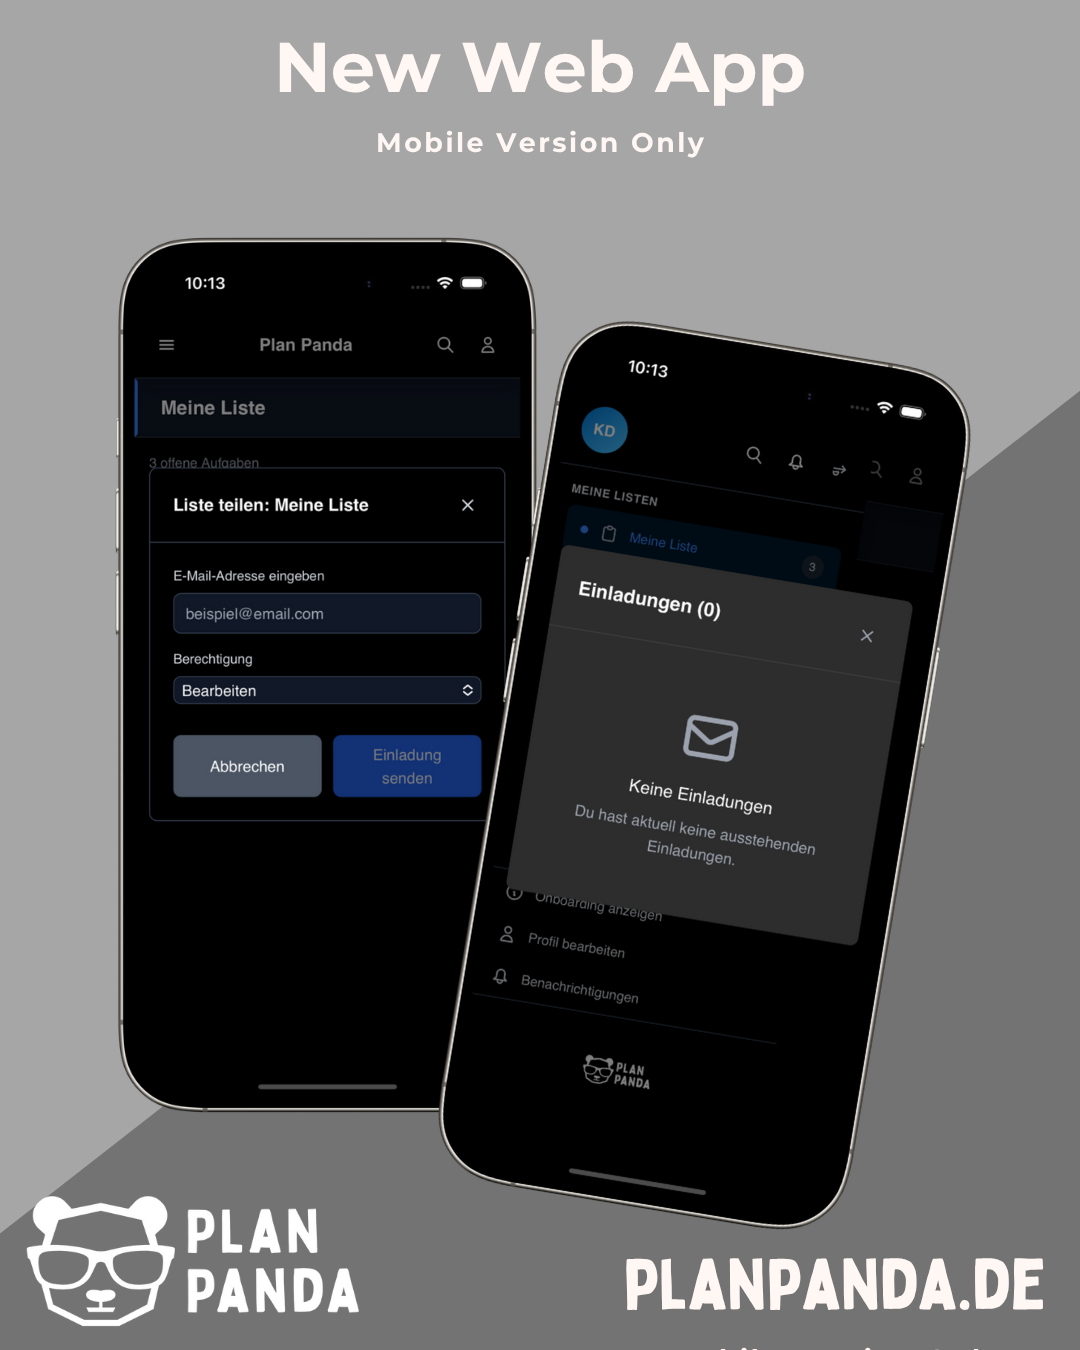 New Web App
Mobile Version Only
10:13
Plan Panda
Meine Liste
3 offene Aufgaben
Liste teilen: Meine Liste
E-Mail-Adresse eingeben
beispiel@email.com
Berechtigung
Bearbeiten
Abbrechen
Einladung
senden
10:13
KD
MEINE LISTEN
Meine Liste
3
Einladungen (0)
Keine Einladungen
Du hast aktuell keine ausstehenden
Einladungen.
Onboarding anzeigen
Profil bearbeiten
Benachrichtigungen
PLAN
PANDA
PLAN
PANDA
PLANPANDA.DE